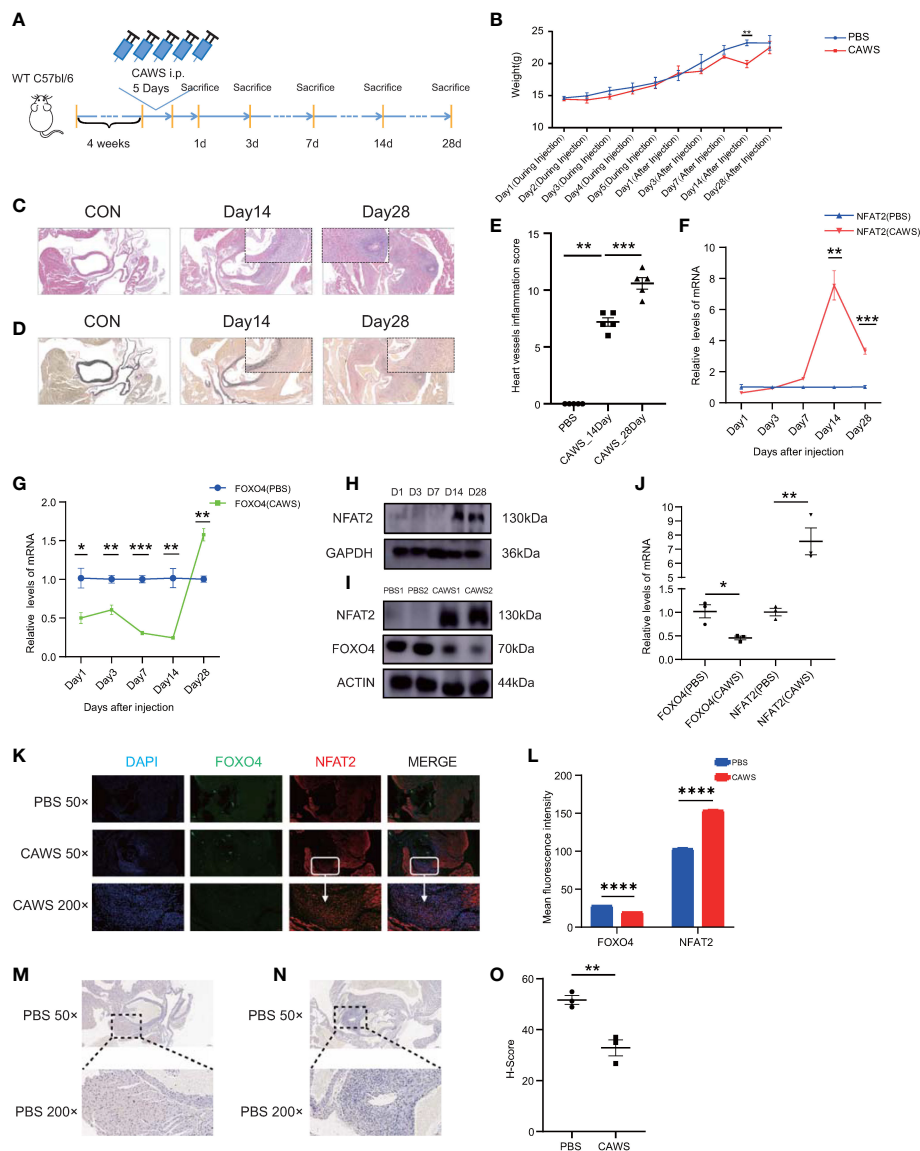 A
WT C57bl/6
CAWS i.p.
5 Days
Sacrifice Sacrifice Sacrifice Sacrifice Sacrifice
4 weeks
1d 3d 7d 14d 28d
B
PBS
CAWS
Weight(g)
25
20
15
10
**
Day1(During Injection)
Day2(During Injection)
Day3(During Injection)
Day4(During Injection)
Day5(During Injection)
Day1(After Injection)
Day3(After Injection)
Day7(After Injection)
Day14(After Injection)
Day28(After Injection)
C
CON Day14 Day28
D
CON Day14 Day28
E
Heart vessels inflammation score
15
10
5
0
** ***
PBS
CAWS_14Day
CAWS_28Day
F
NFAT2(PBS)
NFAT2(CAWS)
Relative levels of mRNA
10
8
6
4
2
0
**
***
Day1 Day3 Day7 Day14 Day28
Days after injection
G
FOXO4(PBS)
FOXO4(CAWS)
Relative levels of mRNA
2.0
1.5
1.0
0.5
0.0
* ** *** ** **
Day1 Day3 Day7 Day14 Day28
Days after injection
H
D1 D3 D7 D14 D28
NFAT2 130kDa
GAPDH 36kDa
I
PBS1 PBS2 CAWS1 CAWS2
NFAT2 130kDa
FOXO4 70kDa
ACTIN 44kDa
J
Relative levels of mRNA
10
9
8
7
6
5
1.5
1.0
0.5
0.0
*
**
FOXO4(PBS)
FOXO4(CAWS)
NFAT2(PBS)
NFAT2(CAWS)
K
DAPI FOXO4 NFAT2 MERGE
PBS 50×
CAWS 50×
CAWS 200×
L
PBS
CAWS
Mean fluorescence intensity
200
150
100
50
0
****
****
FOXO4 NFAT2
M
PBS 50×
PBS 200×
N
PBS 50×
PBS 200×
O
H-Score
60
40
20
0
**
PBS CAWS